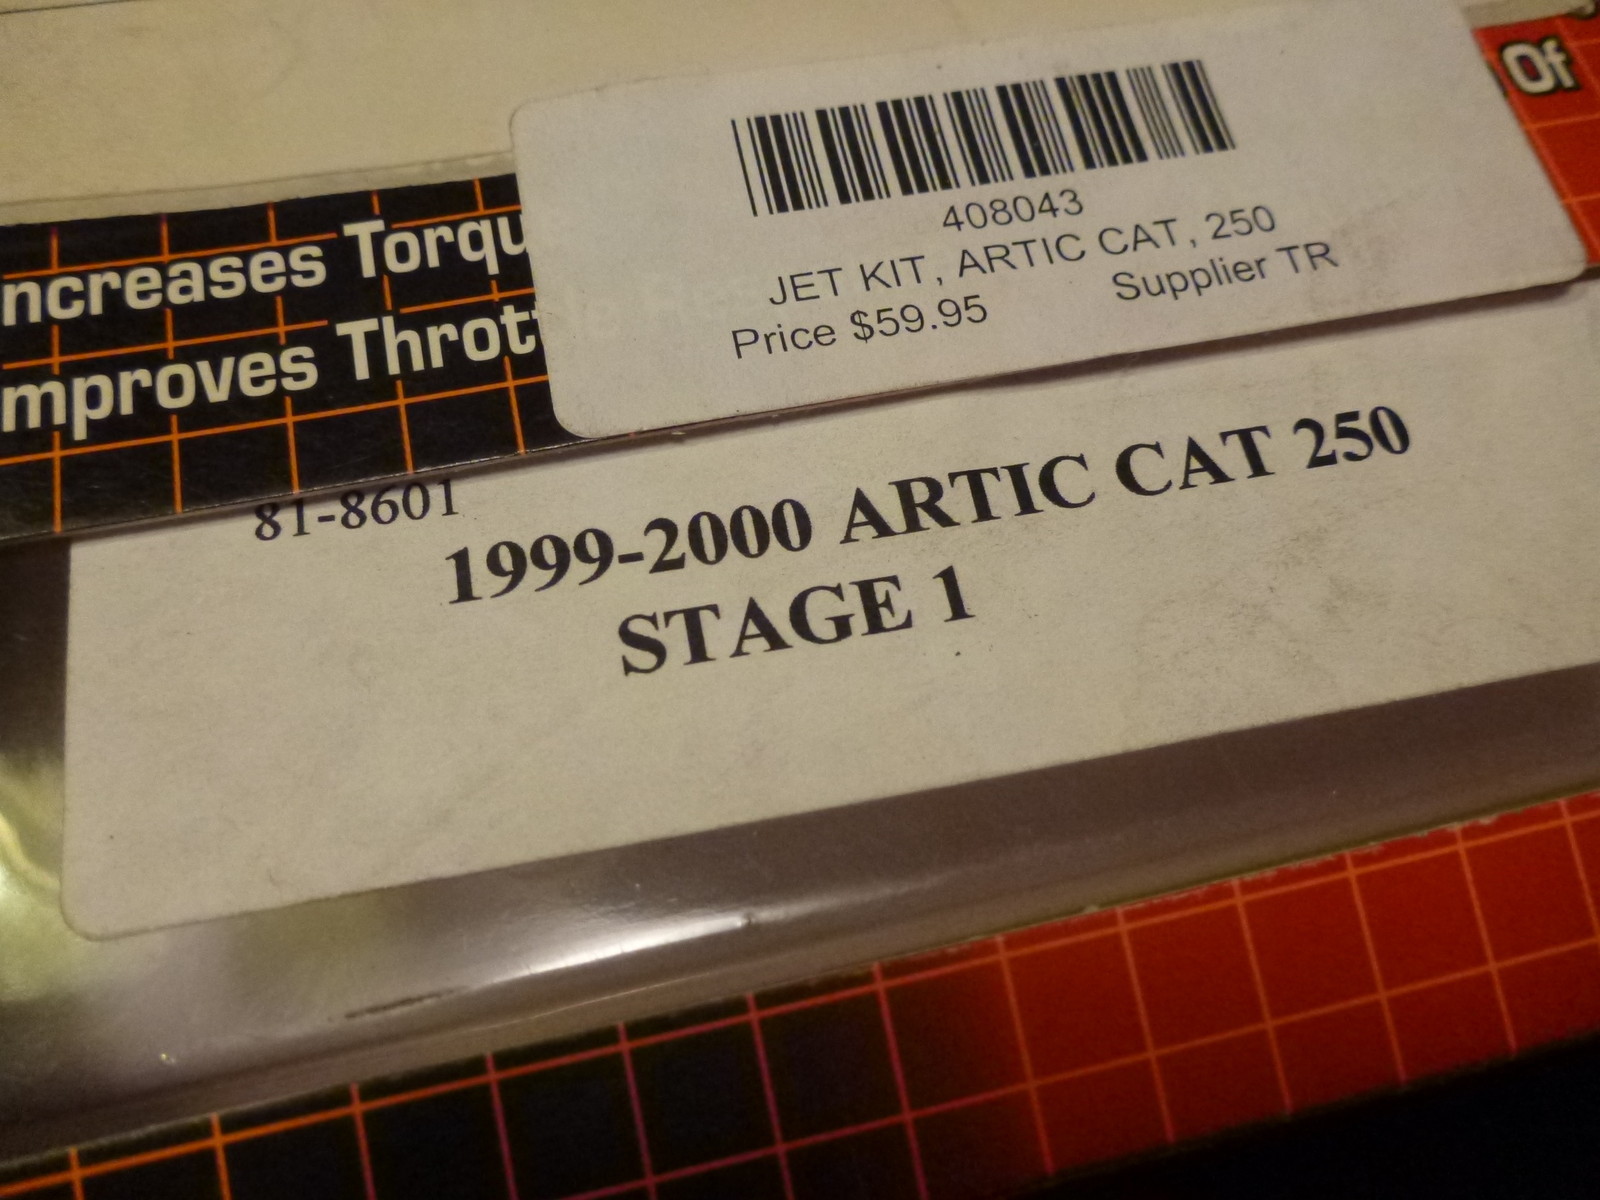 Of
408043
JET KIT, ARTIC CAT, 250
Price $59.95 Supplier TR
ncreases Torqu
mproves Thrott
81-8601
1999-2000 ARTIC CAT 250
STAGE 1